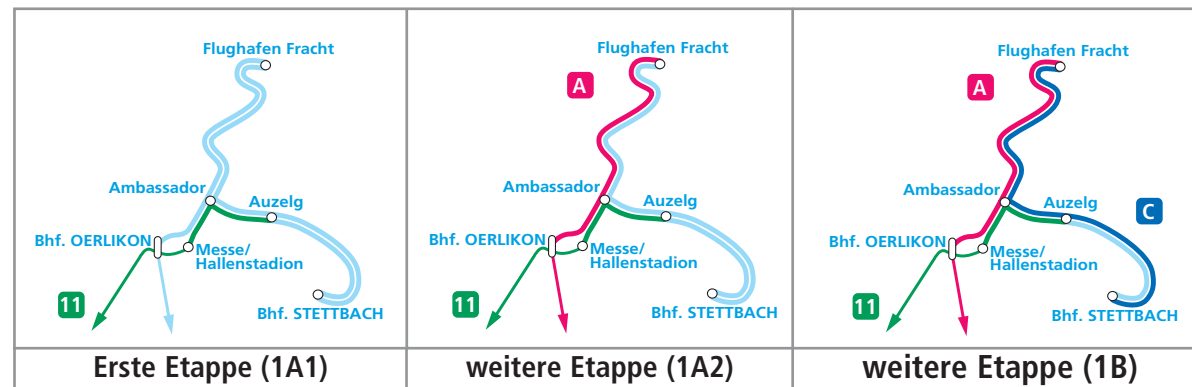 Flughafen Fracht
Ambassador
Auzelg
Bhf. OERLIKON
Messe/
Hallenstadion
11
Bhf. STETTBACH
Erste Etappe (1A1)
Flughafen Fracht
A
Ambassador
Auzelg
Bhf. OERLIKON
Messe/
Hallenstadion
11
Bhf. STETTBACH
weitere Etappe (1A2)
Flughafen Fracht
A
Ambassador
Auzelg
C
Bhf. OERLIKON
Messe/
Hallenstadion
11
Bhf. STETTBACH
weitere Etappe (1B)